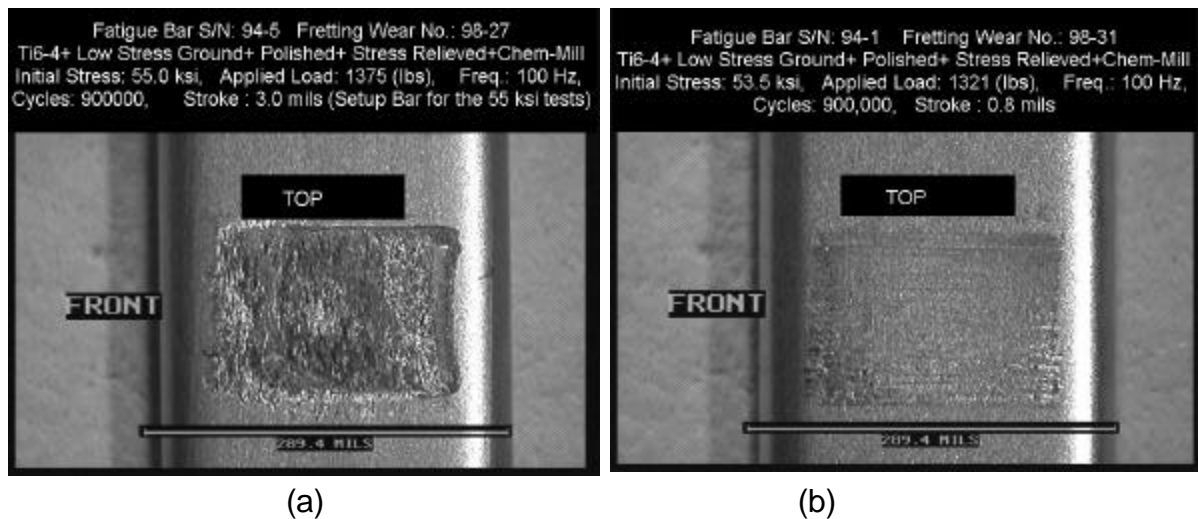 Fatigue Bar S/N: 94-5 Fretting Wear No.: 98-27
Ti6-4+ Low Stress Ground+ Polished+ Stress Relieved+Chem-Mill
Initial Stress: 55.0 ksi, Applied Load: 1375 (lbs), Freq.: 100 Hz,
Cycles: 900000, Stroke : 3.0 mils (Setup Bar for the 55 ksi tests)
TOP
FRONT
289.4 MILS
(a)
Fatigue Bar S/N: 94-1 Fretting Wear No.: 98-31
Ti6-4+ Low Stress Ground+ Polished+ Stress Relieved+Chem-Mill
Initial Stress: 53.5 ksi, Applied Load: 1321 (lbs), Freq.: 100 Hz,
Cycles: 900,000, Stroke : 0.8 mils
TOP
FRONT
289.4 MILS
(b)